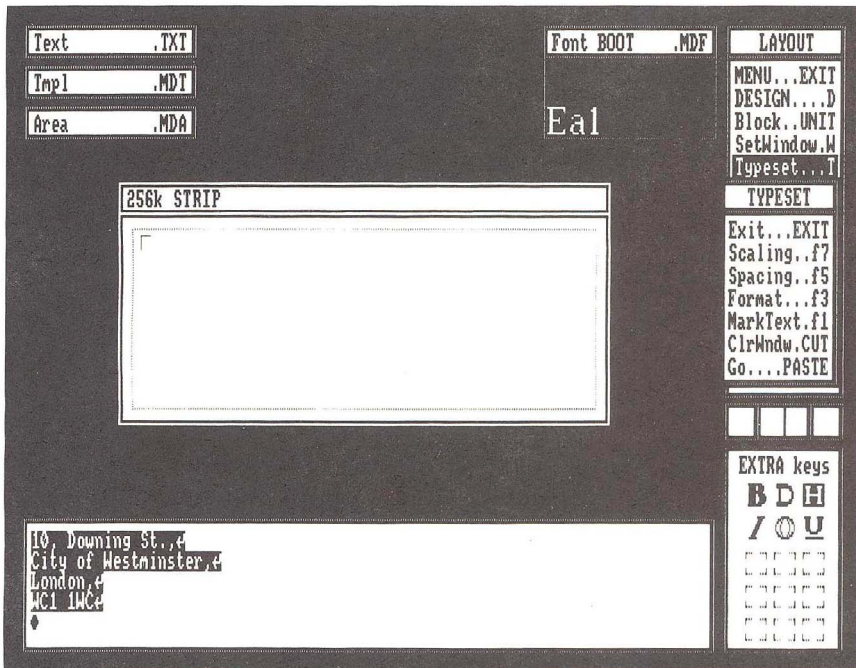 Text .TXT
Tmpl .MDT
Area .MDA
Font BOOT .MDF
Eal
LAYOUT
MENU...EXIT
DESIGN....D
Block..UNIT
SetWindow.W
Typeset...T
TYPESET
Exit...EXIT
Scaling..f7
Spacing..f5
Format...f3
MarkText.f1
ClrWndw.CUT
Go....PASTE
256k STRIP
EXTRA keys
B D H
I O U
10, Downing St.,↵
City of Westminster,↵
London,↵
WC1 1WC↵